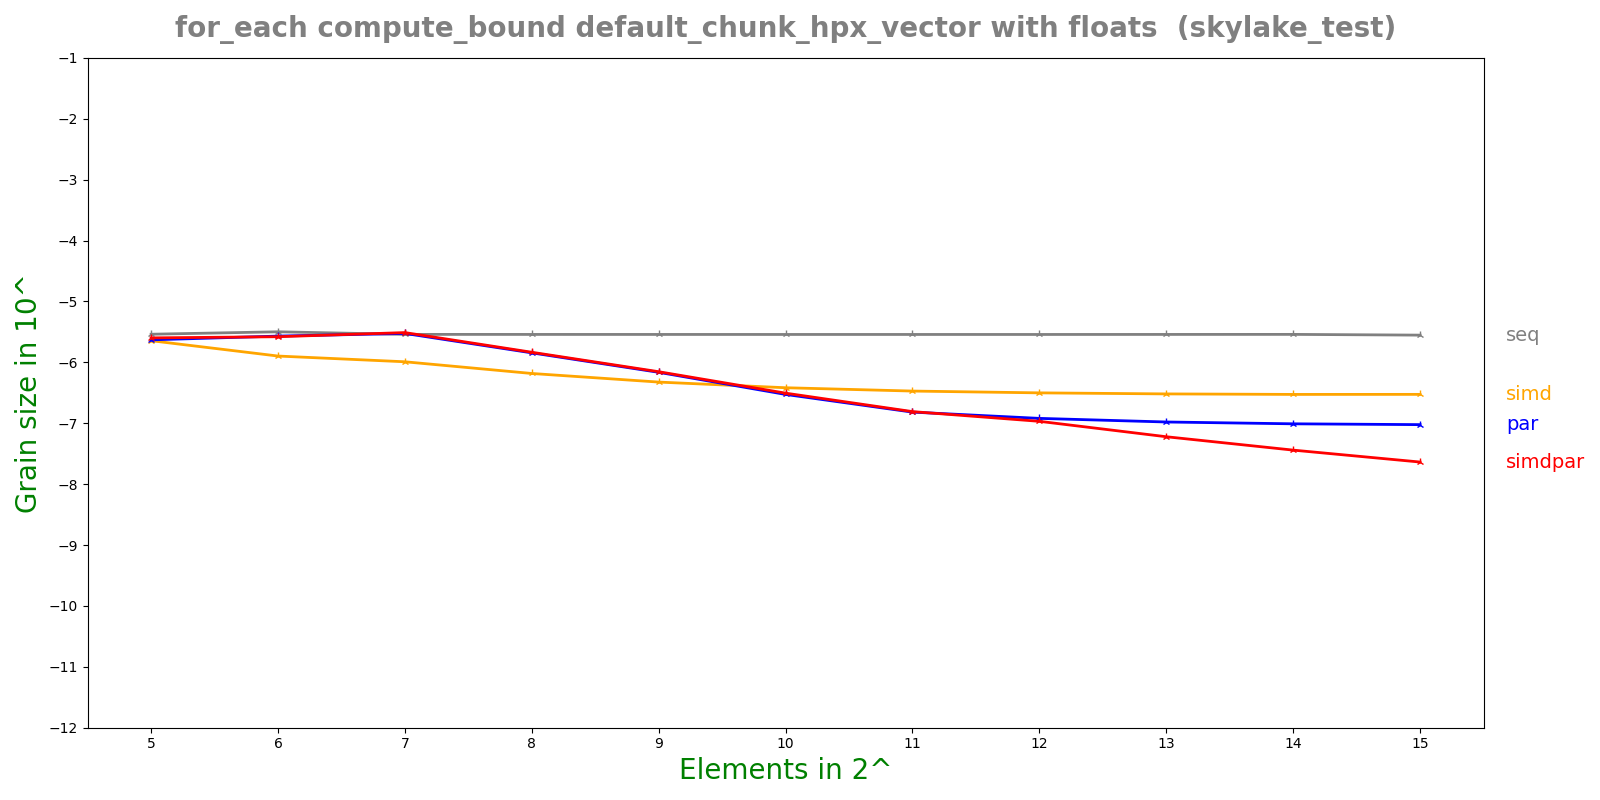 for_each compute_bound default_chunk_hpx_vector with floats  (skylake_test)
Grain size in 10^
−1
−2
−3
−4
−5
−6
−7
−8
−9
−10
−11
−12
seq
simd
par
simdpar
5 6 7 8 9 10 11 12 13 14 15
Elements in 2^